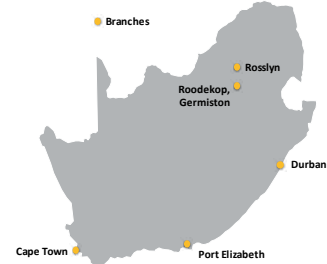 Branches
Rosslyn
Roodekop,
Germiston
Durban
Port Elizabeth
Cape Town